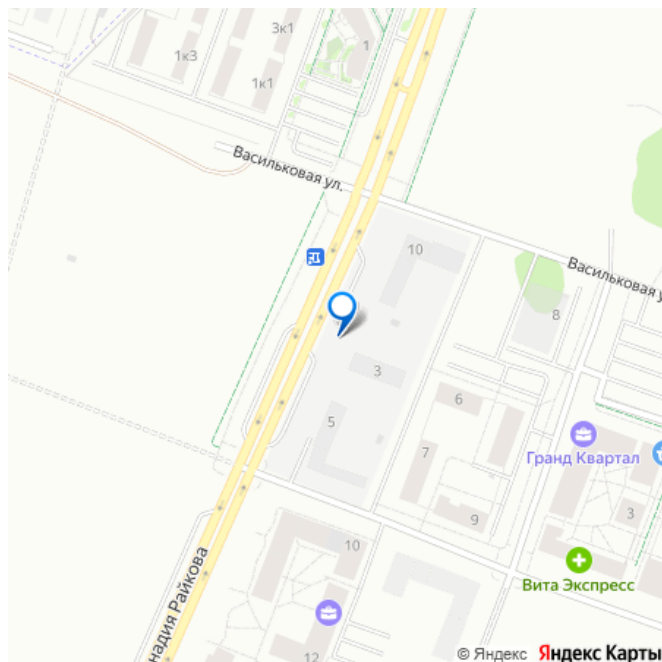 3к1
1
1к3
1к1
Васильковая ул.
10
Васильковая у
8
3
6
5
Гранд Квартал
7
3
9
10
Вита Экспресс
надия Райкова
12
© Яндекс Яндекс Карты